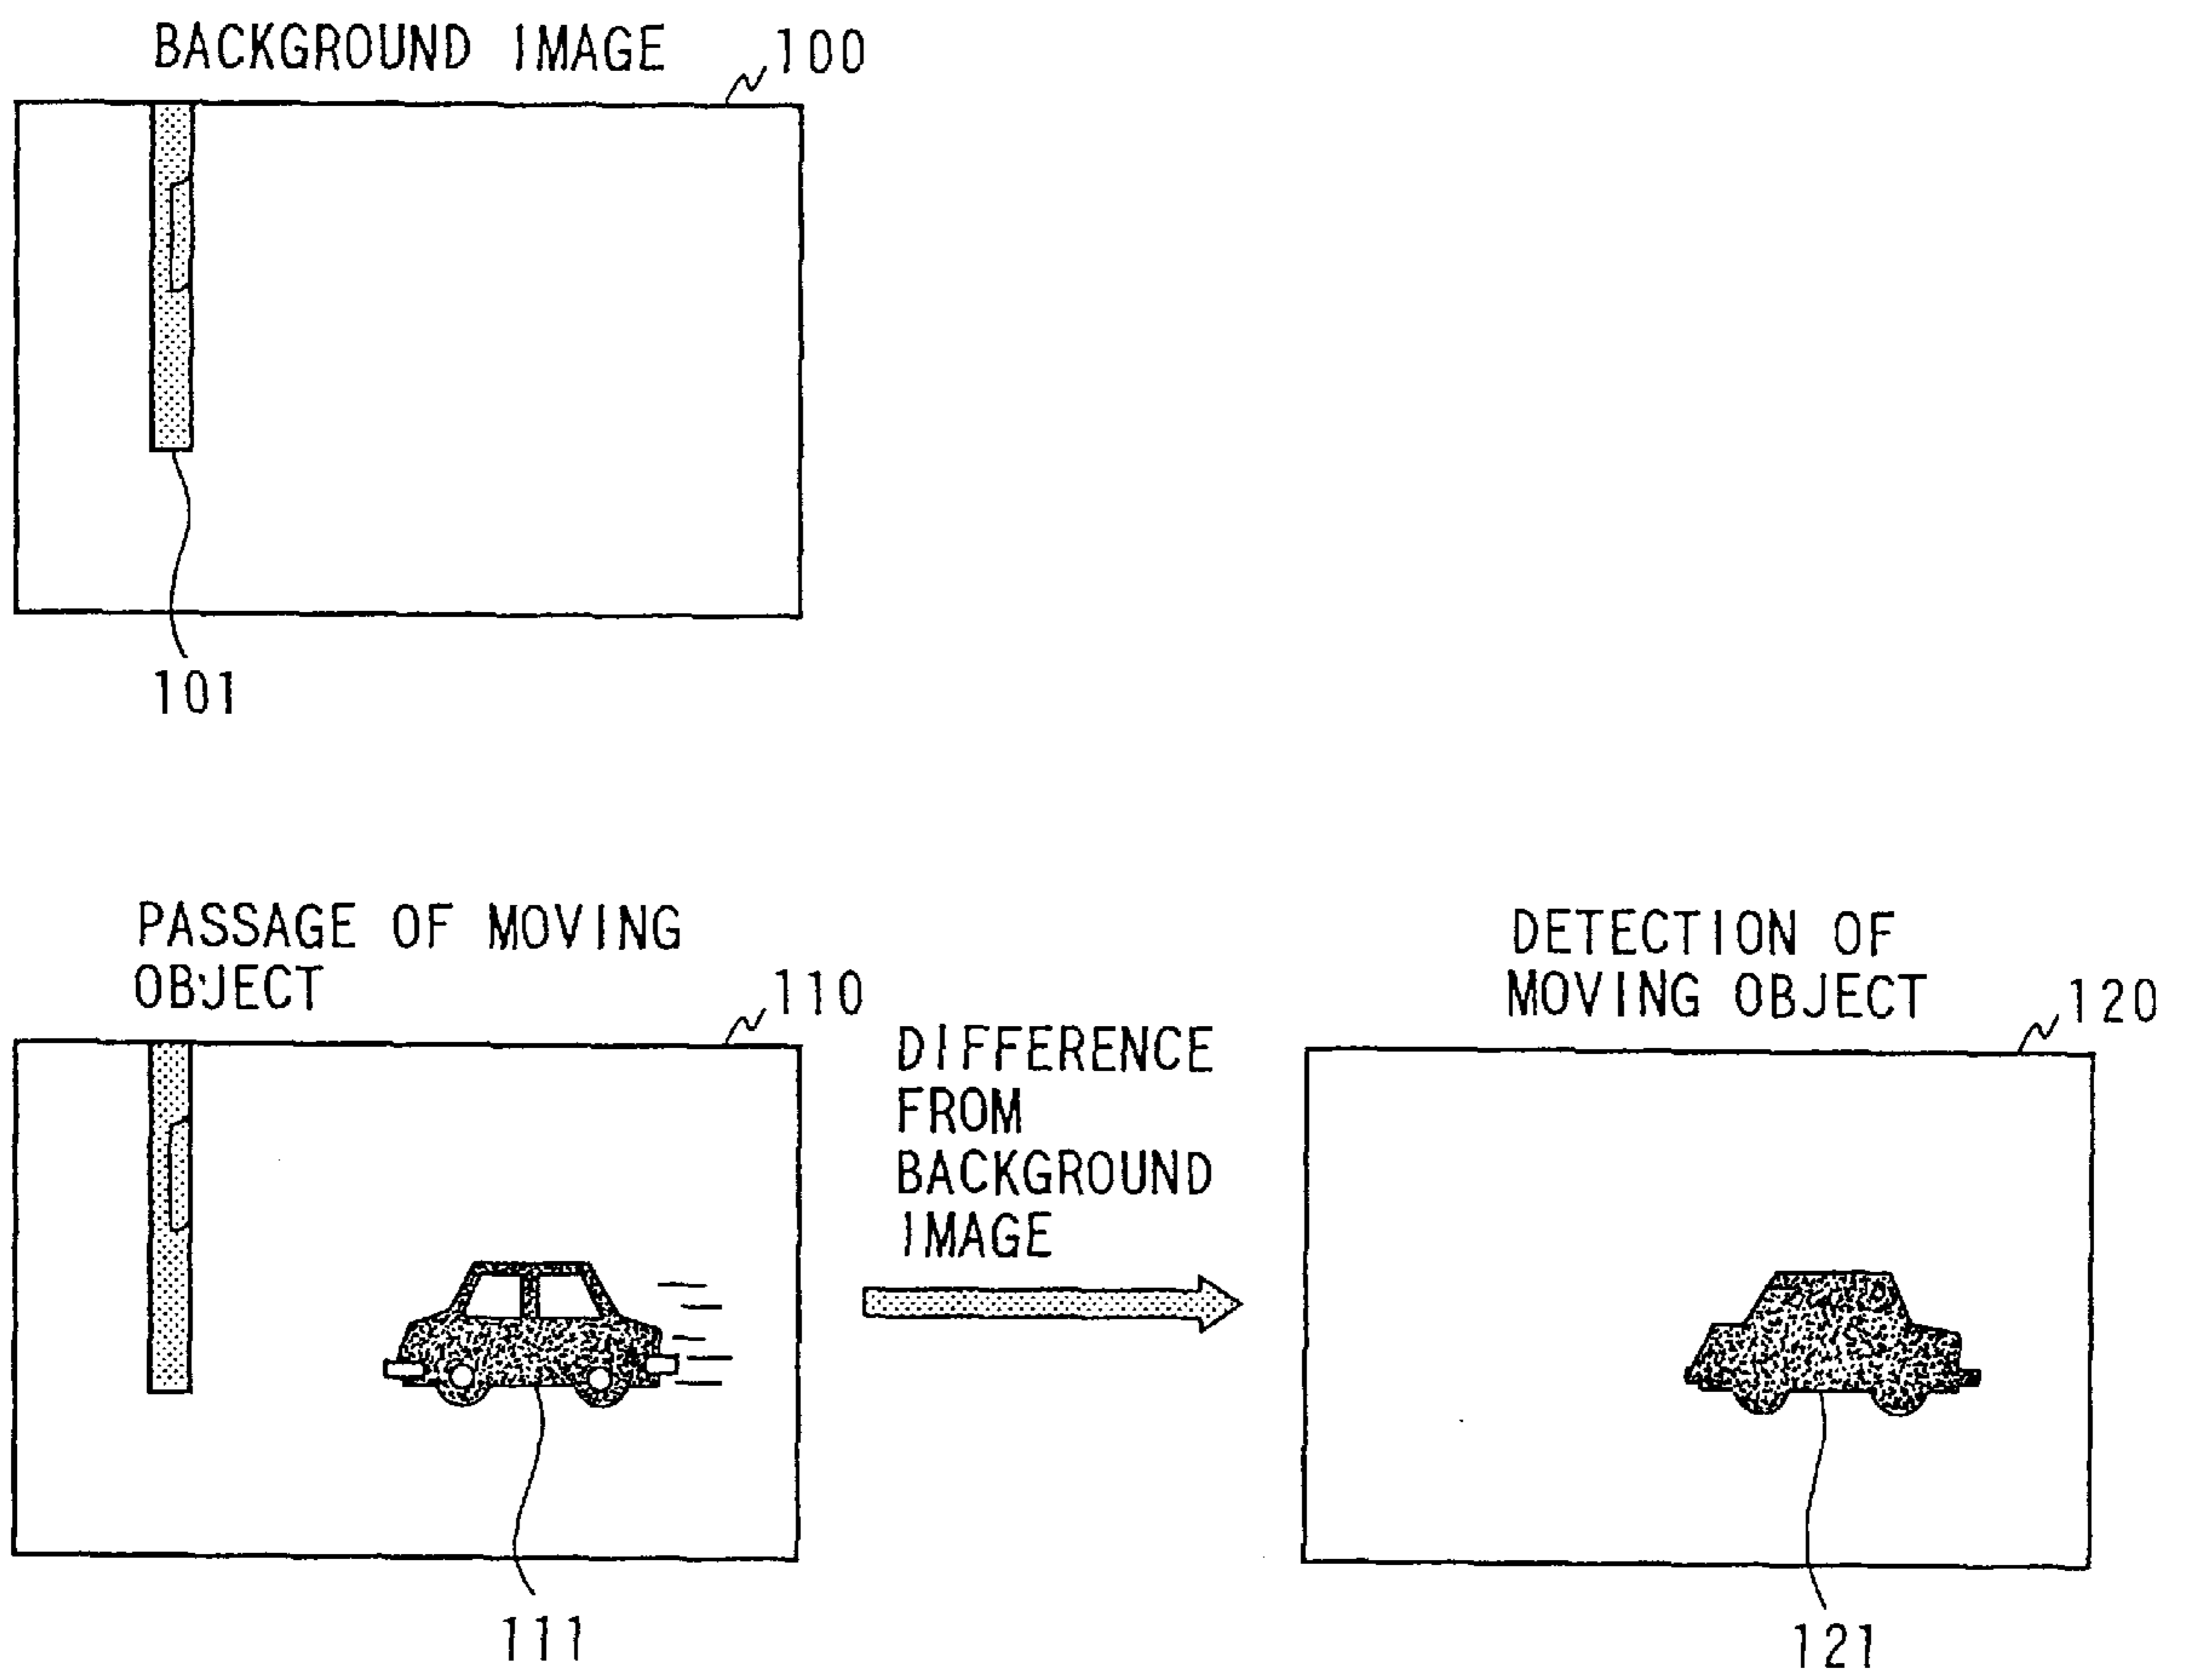 BACKGROUND IMAGE
100
101
PASSAGE OF MOVING
OBJECT
110
DIFFERENCE
FROM
BACKGROUND
IMAGE
DETECTION OF
MOVING OBJECT
120
111
121